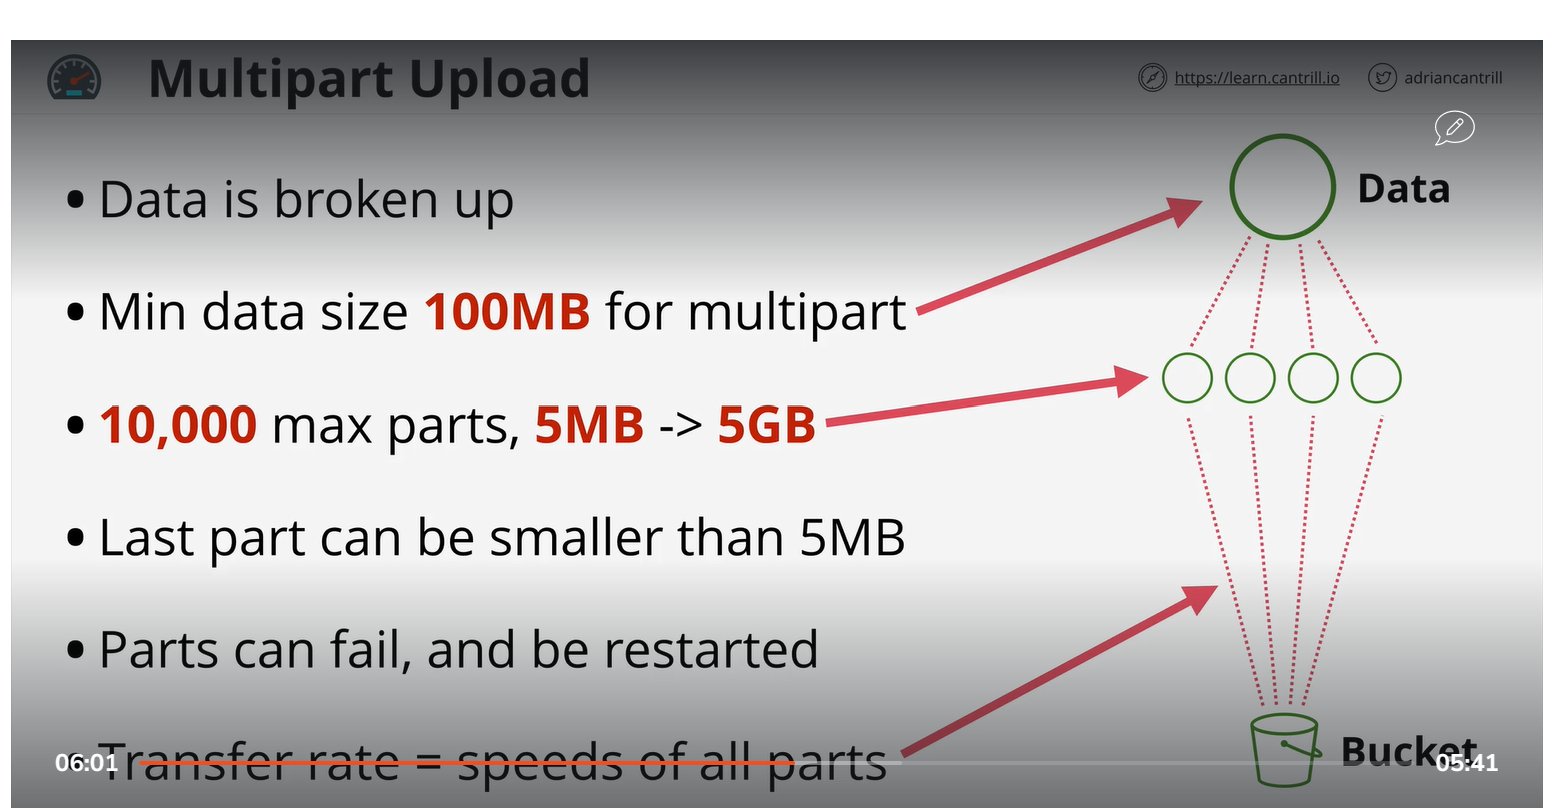 Multipart Upload
https://learn.cantrill.io
adriancantrill
• Data is broken up
Data
• Min data size 100MB for multipart
• 10,000 max parts, 5MB -> 5GB
• Last part can be smaller than 5MB
• Parts can fail, and be restarted
• Transfer rate = speeds of all parts
Bucket
06:01
05:41